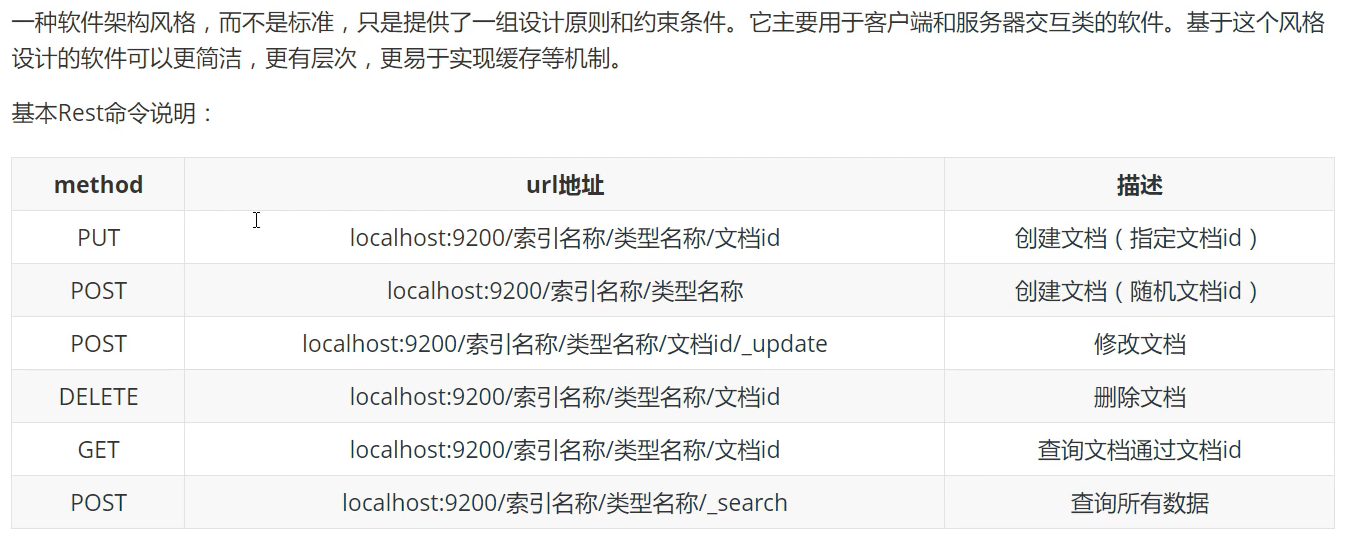 一种软件架构风格，而不是标准，只是提供了一组设计原则和约束条件。它主要用于客户端和服务器交互类的软件。基于这个风格
设计的软件可以更简洁，更有层次，更易于实现缓存等机制。
基本Rest命令说明：
method url地址 描述
PUT localhost:9200/索引名称/类型名称/文档id 创建文档（指定文档id）
POST localhost:9200/索引名称/类型名称 创建文档（随机文档id）
POST localhost:9200/索引名称/类型名称/文档id/_update 修改文档
DELETE localhost:9200/索引名称/类型名称/文档id 删除文档
GET localhost:9200/索引名称/类型名称/文档id 查询文档通过文档id
POST localhost:9200/索引名称/类型名称/_search 查询所有数据